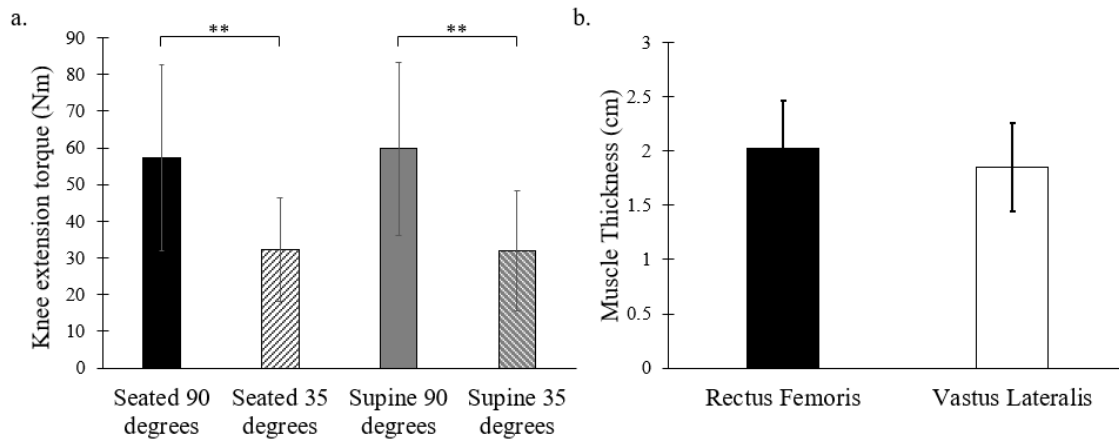 a.
Knee extension torque (Nm)
90
80
70
60
50
40
30
20
10
0
**
**
Seated 90
degrees
Seated 35
degrees
Supine 90
degrees
Supine 35
degrees
b.
Muscle Thickness (cm)
3
2.5
2
1.5
1
0.5
0
Rectus Femoris
Vastus Lateralis